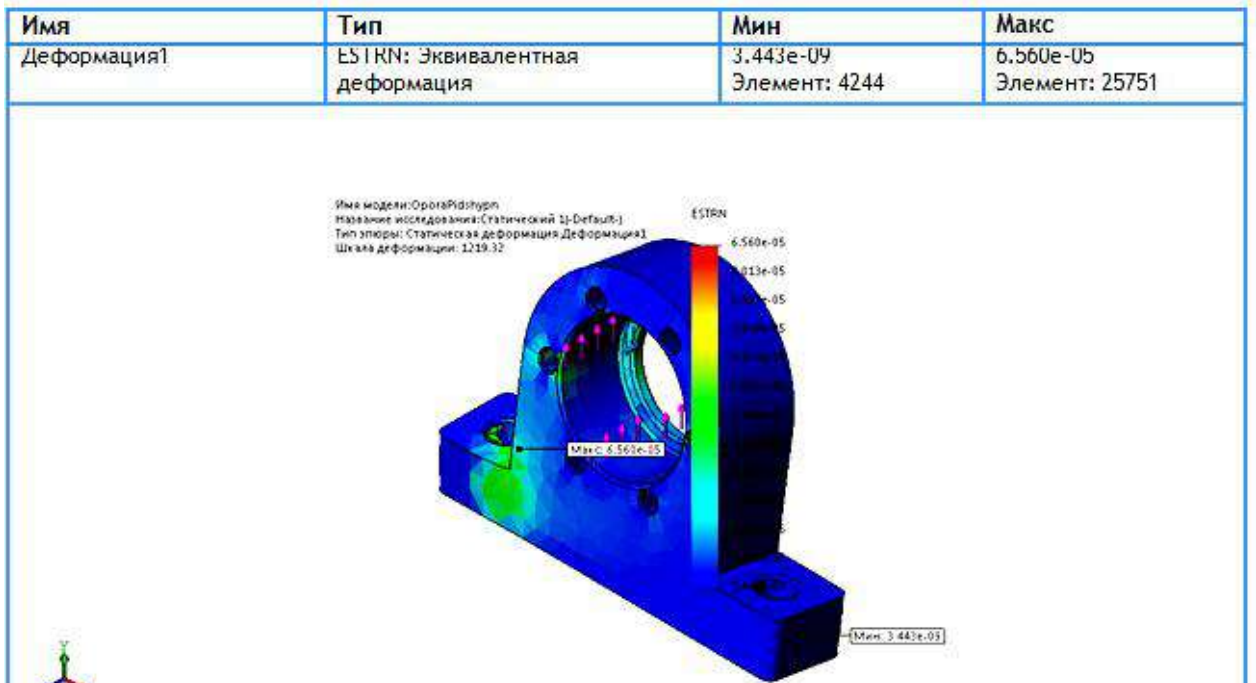 Имя Тип Мин Макс
Деформация1 ESTRN: Эквивалентная 3.443e-09 6.560e-05
деформация Элемент: 4244 Элемент: 25751
Имя модели:OporaPidshypn
Название исследования:Статический 1(-Default-)
Тип эпюры: Статическая деформация Деформация1
Шкала деформации: 1219.32
ESTRN
6.560e-05
Макс: 6.560e-05
Мин: 3.443e-09
Y